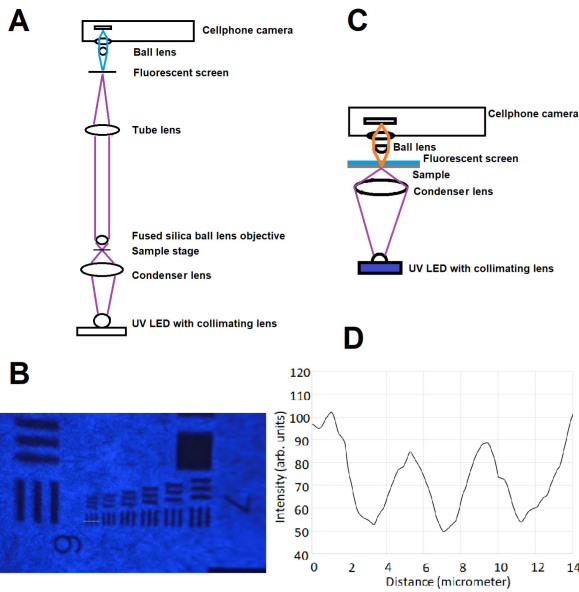 A
Cellphone camera
Ball lens
Fluorescent screen
Tube lens
Fused silica ball lens objective
Sample stage
Condenser lens
UV LED with collimating lens
C
Cellphone camera
Ball lens
Fluorescent screen
Sample
Condenser lens
UV LED with collimating lens
B
6
7
D
Intensity (arb. units)
120
110
100
90
80
70
60
50
40
0 2 4 6 8 10 12 14
Distance (micrometer)